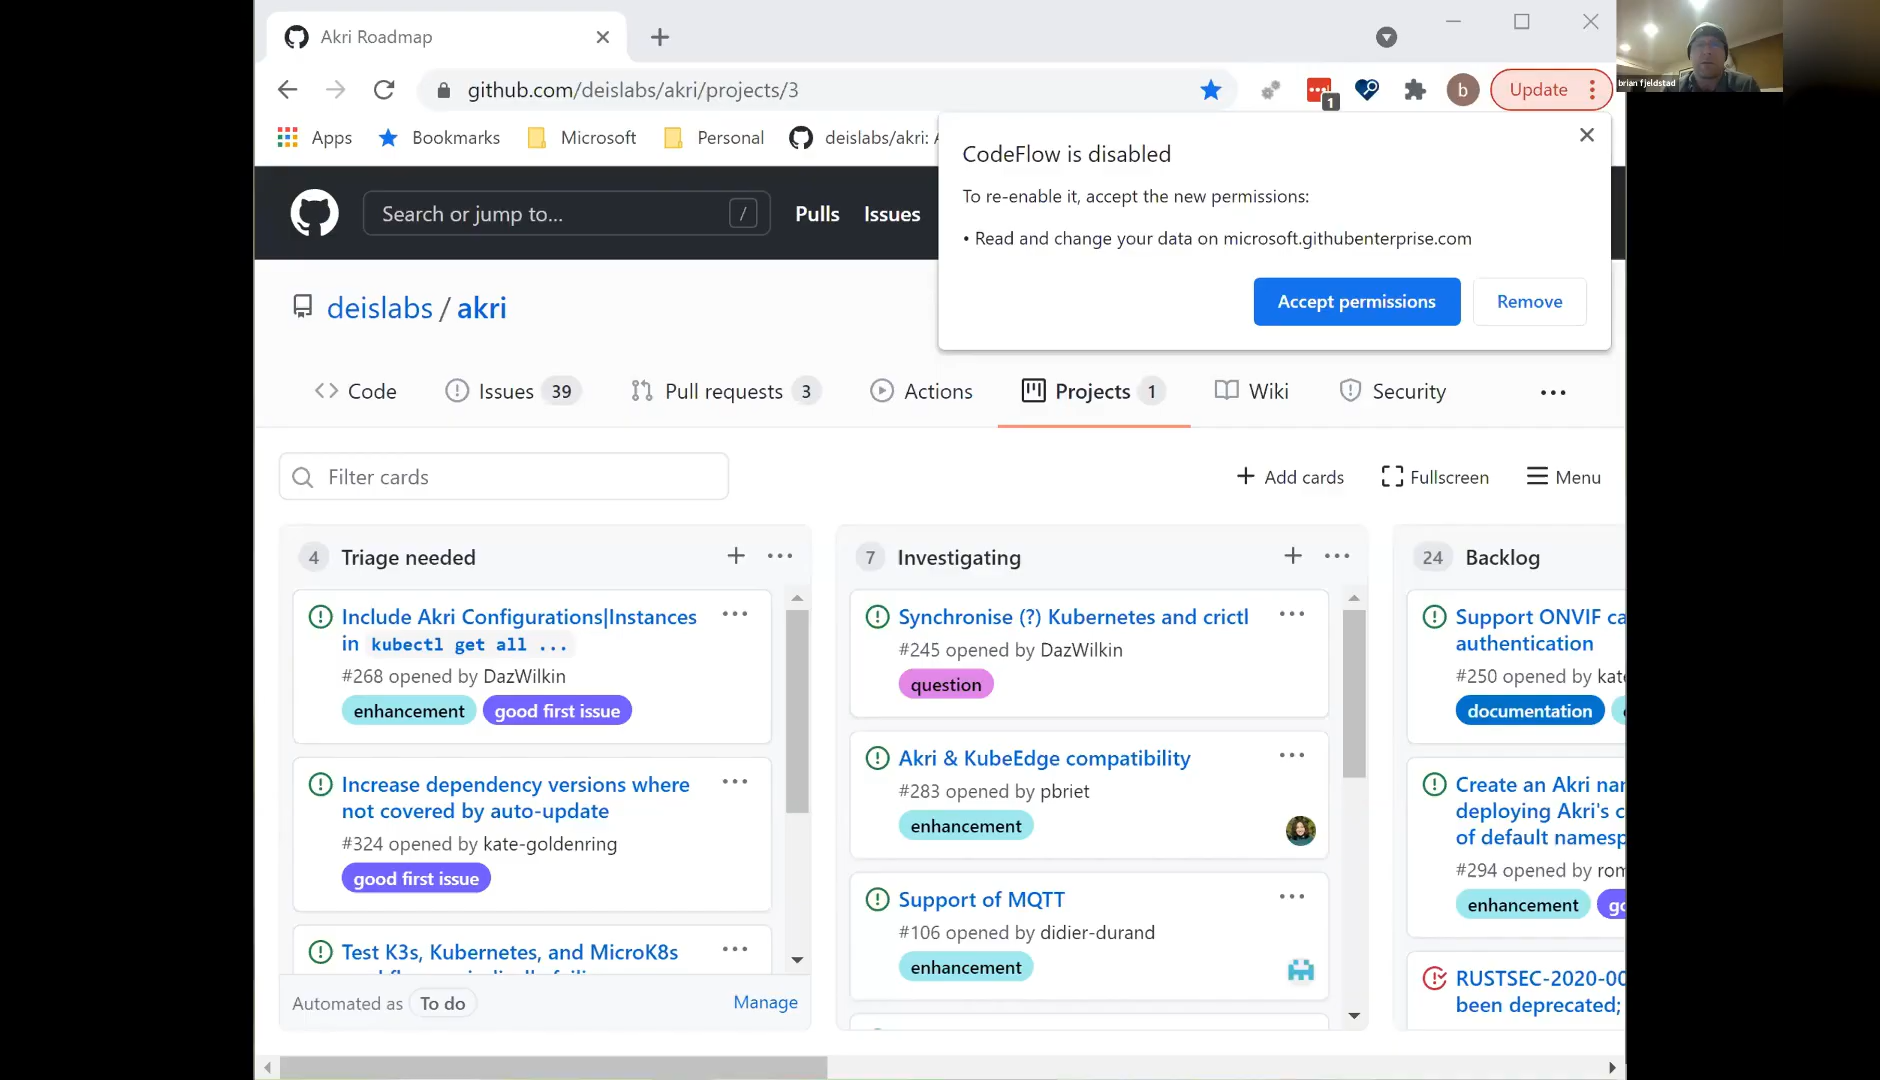 Akri Roadmap
brian fjeldstad
github.com/deislabs/akri/projects/3
1
b
Update
Apps
Bookmarks
Microsoft
Personal
deislabs/akri:
CodeFlow is disabled
To re-enable it, accept the new permissions:
• Read and change your data on microsoft.githubenterprise.com
Accept permissions
Remove
Search or jump to...
/
Pulls
Issues
deislabs / akri
Code
Issues 39
Pull requests 3
Actions
Projects 1
Wiki
Security
Filter cards
Add cards
Fullscreen
Menu
4 Triage needed
Include Akri Configurations|Instances
in kubectl get all ...
#268 opened by DazWilkin
enhancement
good first issue
Increase dependency versions where
not covered by auto-update
#324 opened by kate-goldenring
good first issue
Test K3s, Kubernetes, and MicroK8s
Automated as To do
Manage
7 Investigating
Synchronise (?) Kubernetes and crictl
#245 opened by DazWilkin
question
Akri & KubeEdge compatibility
#283 opened by pbriet
enhancement
Support of MQTT
#106 opened by didier-durand
enhancement
24 Backlog
Support ONVIF ca
authentication
#250 opened by kat
documentation
Create an Akri nar
deploying Akri's c
of default namesp
#294 opened by ron
enhancement
go
RUSTSEC-2020-00
been deprecated;